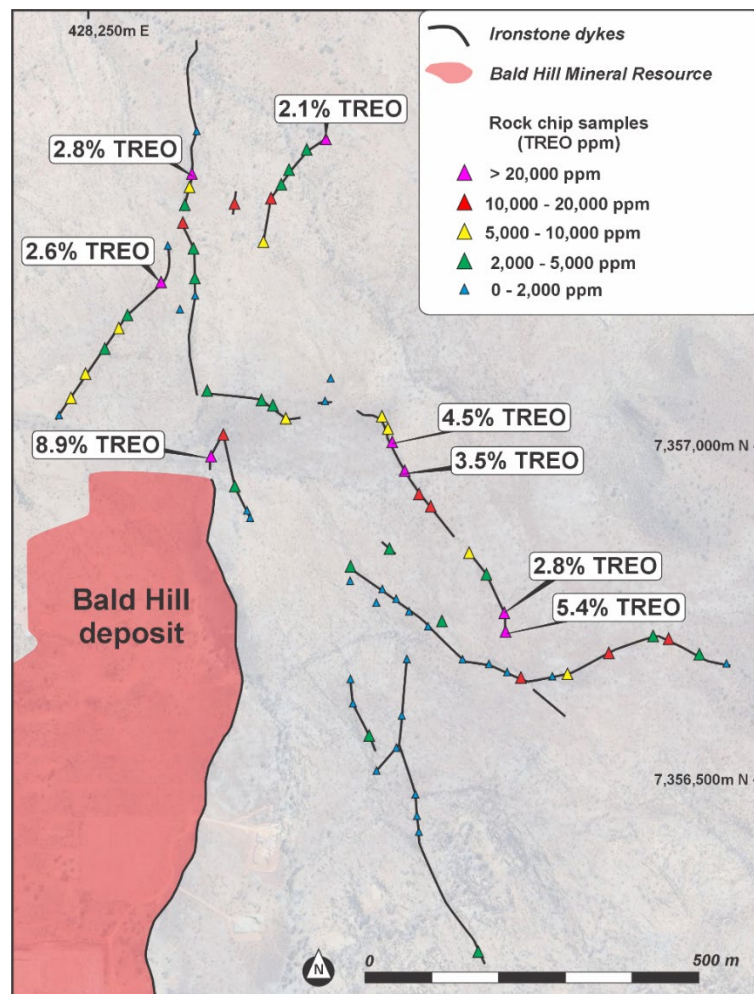 428,250m E
Ironstone dykes
Bald Hill Mineral Resource
Rock chip samples
(TREO ppm)
> 20,000 ppm
10,000 - 20,000 ppm
5,000 - 10,000 ppm
2,000 - 5,000 ppm
0 - 2,000 ppm
2.1% TREO
2.8% TREO
2.6% TREO
4.5% TREO
8.9% TREO
7,357,000m N
3.5% TREO
2.8% TREO
5.4% TREO
Bald Hill
deposit
7,356,500m N
N
0
500 m